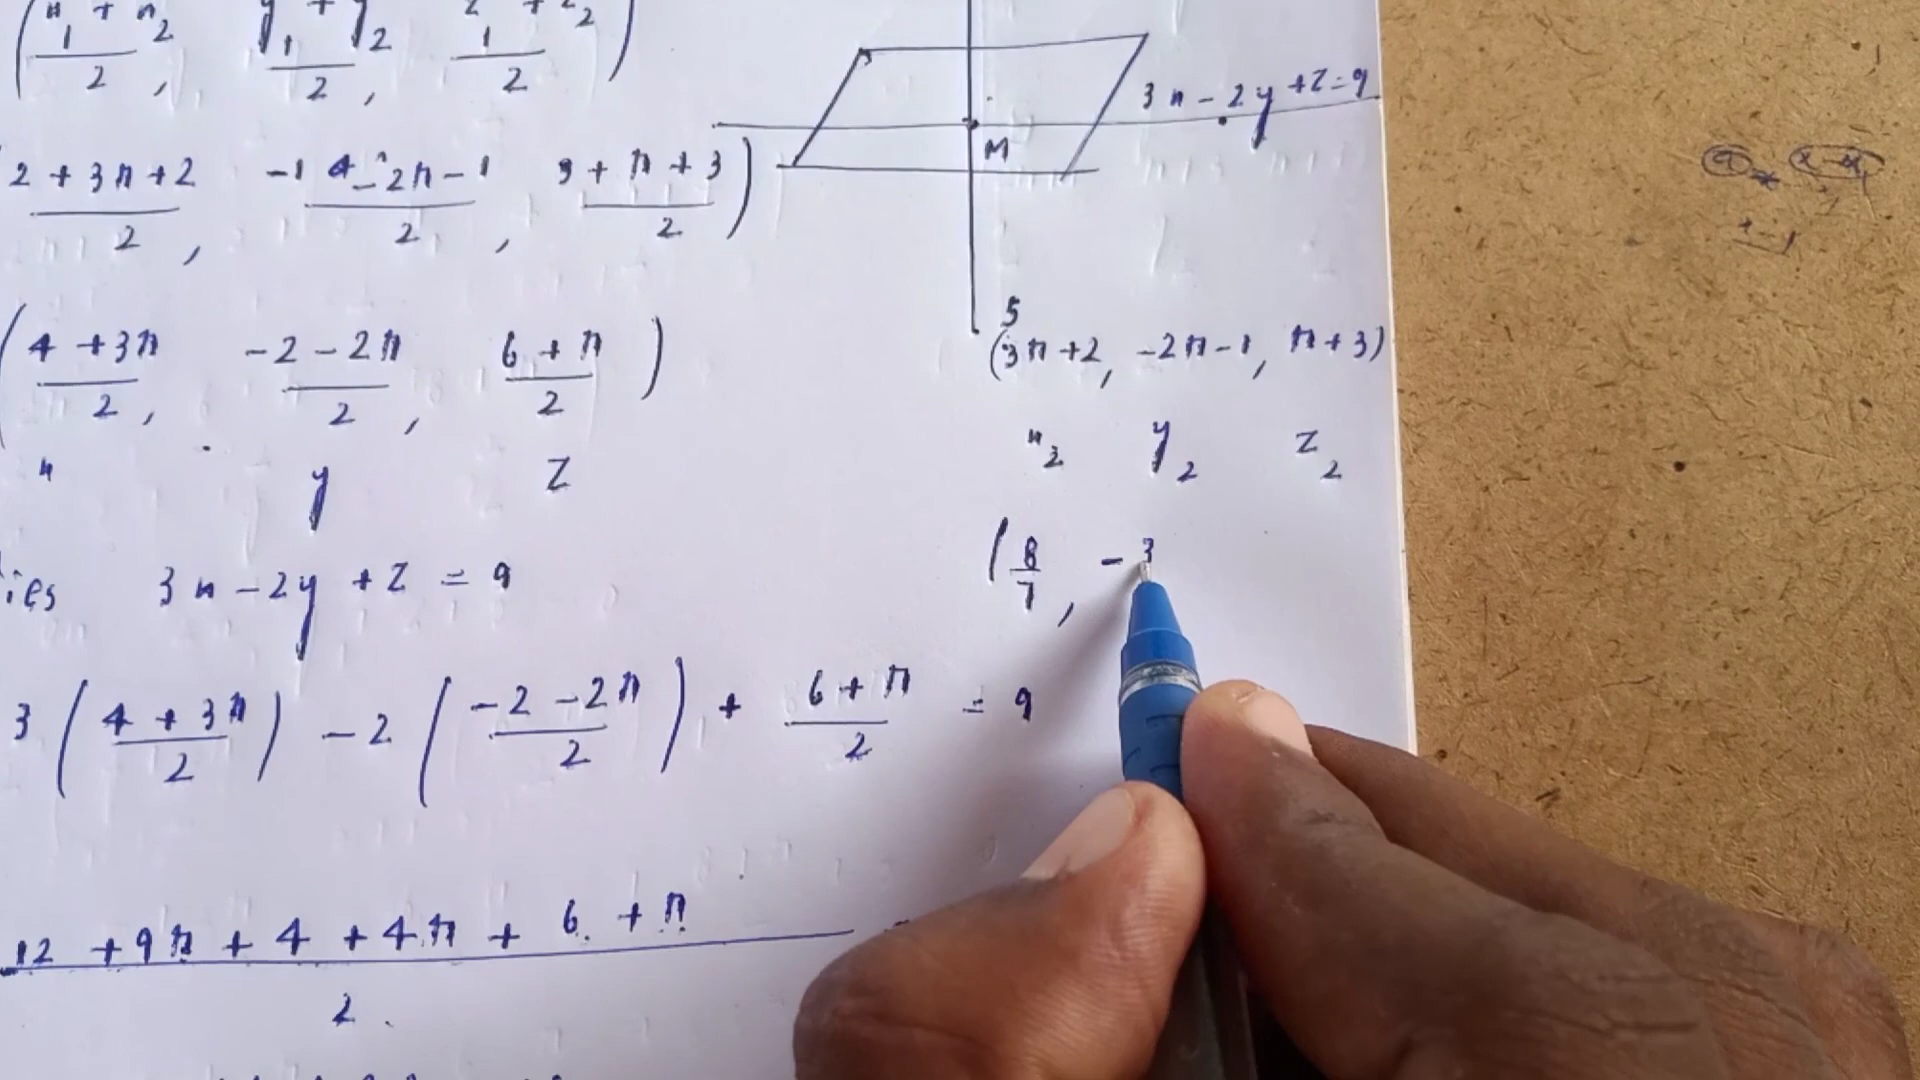 (x₁ + x₂ / 2, y₁ + y₂ / 2, z₁ + z₂ / 2)
3x - 2y + z = 9
M
2 + 3λ + 2 / 2, -1 - 2λ - 1 / 2, 3 + λ + 3 / 2)
S
(4 + 3λ / 2, -2 - 2λ / 2, 6 + λ / 2)
(3λ + 2, -2λ - 1, λ + 3)
x₂ y₂ z₂
x y z
(8/7, -3
ies 3x - 2y + z = 9
3 (4 + 3λ / 2) - 2 (-2 - 2λ / 2) + 6 + λ / 2 = 9
12 + 9λ + 4 + 4λ + 6 + λ / 2